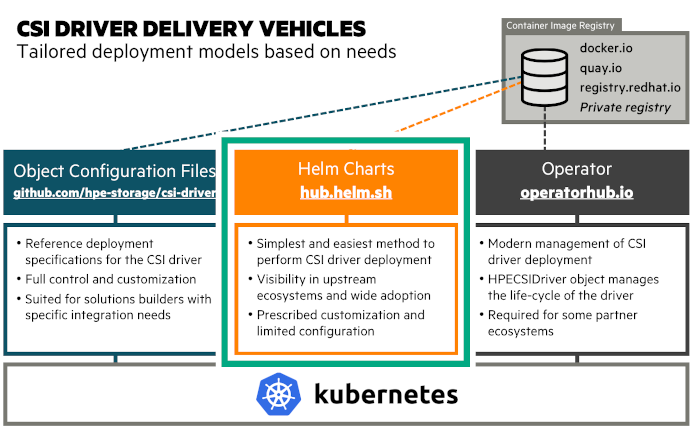 CSI DRIVER DELIVERY VEHICLES
Tailored deployment models based on needs
Container Image Registry
docker.io
quay.io
registry.redhat.io
Private registry
Object Configuration Files
github.com/hpe-storage/csi-driver
• Reference deployment
specifications for the CSI driver
• Full control and customization
• Suited for solutions builders with
specific integration needs
Helm Charts
hub.helm.sh
• Simplest and easiest method to
perform CSI driver deployment
• Visibility in upstream
ecosystems and wide adoption
• Prescribed customization and
limited configuration
Operator
operatorhub.io
• Modern management of CSI
driver deployment
• HPECSIDriver object manages
the life-cycle of the driver
• Required for some partner
ecosystems
kubernetes